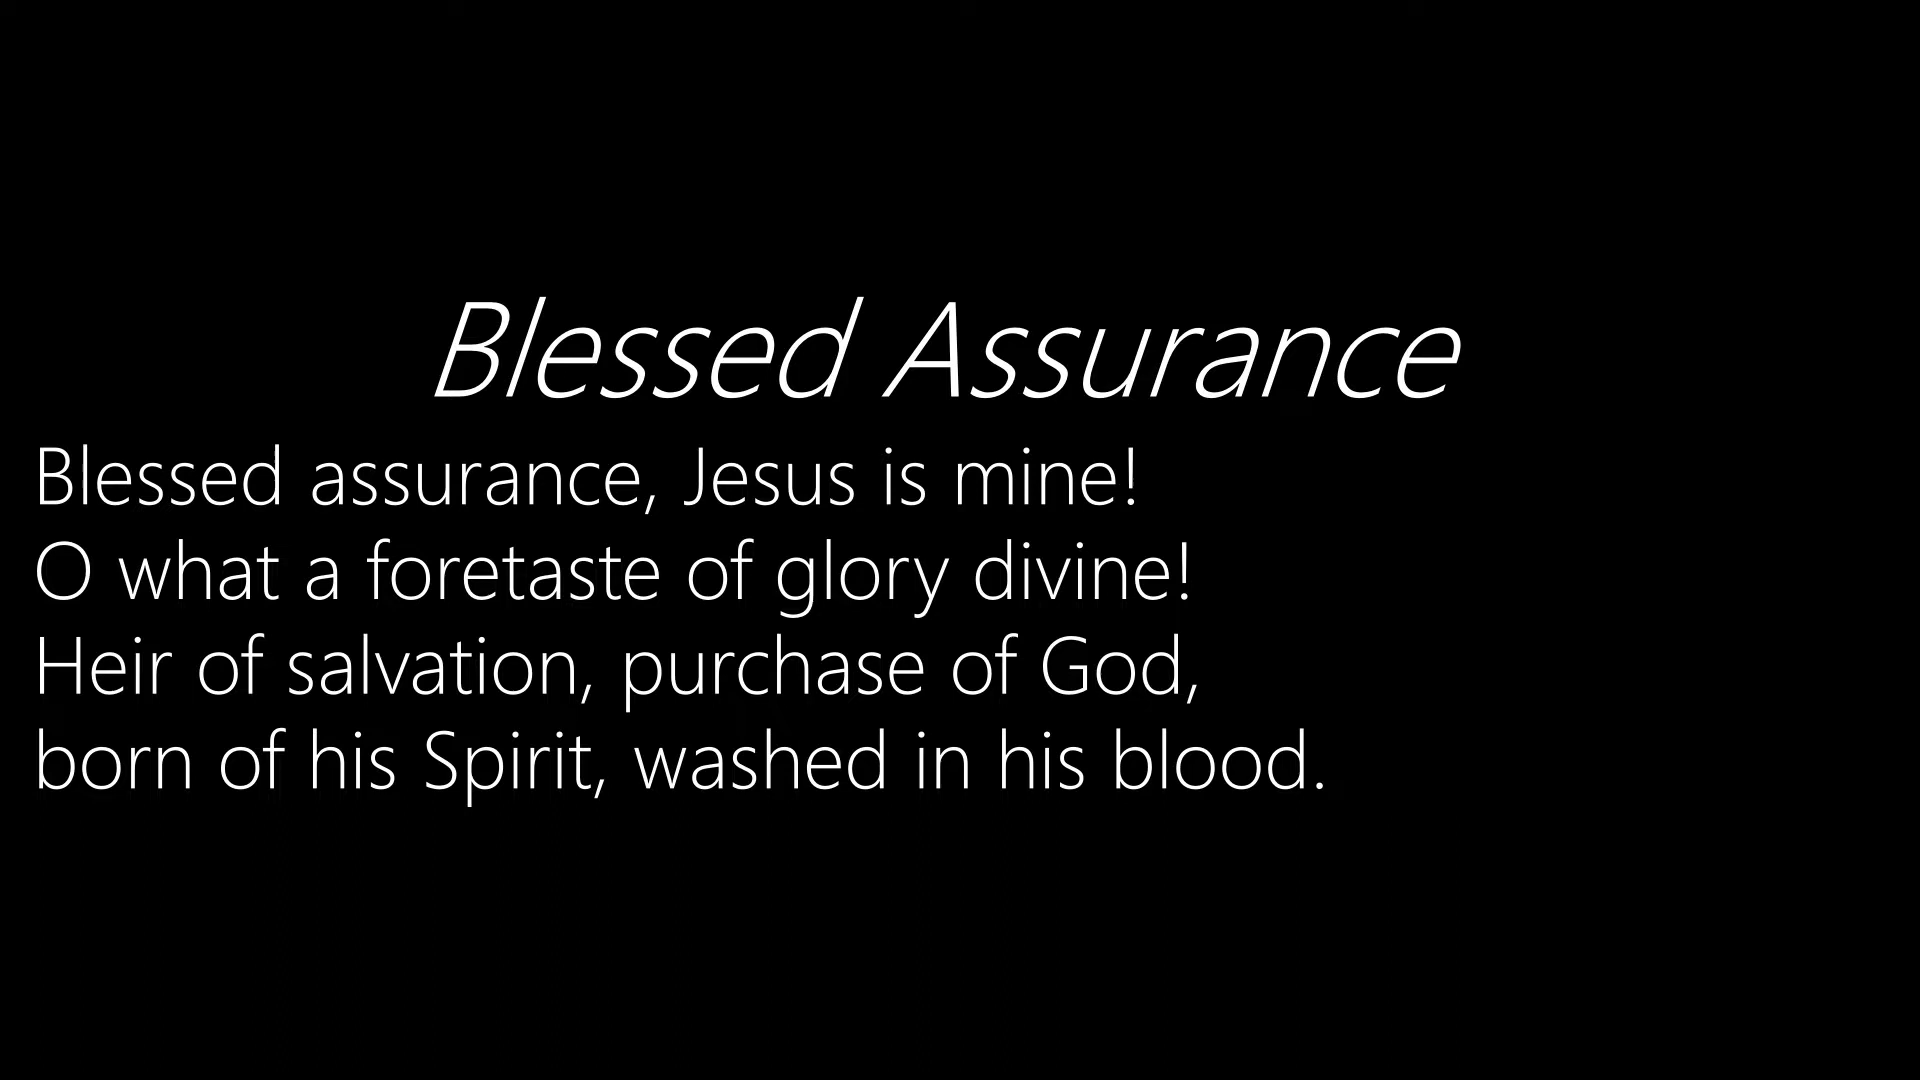 Blessed Assurance
Blessed assurance, Jesus is mine!
O what a foretaste of glory divine!
Heir of salvation, purchase of God,
born of his Spirit, washed in his blood.